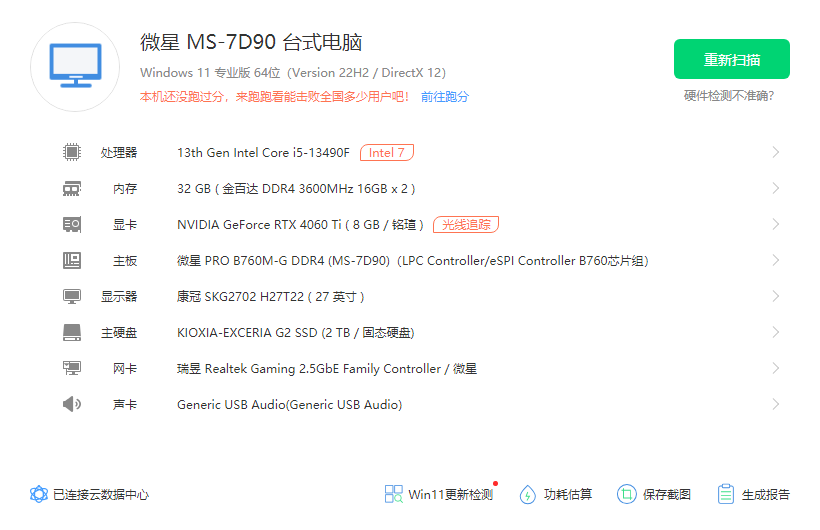 微星 MS-7D90 台式电脑
Windows 11 专业版 64位（Version 22H2 / DirectX 12）
本机还没跑过分，来跑跑看能击败全国多少用户吧！ 前往跑分
重新扫描
硬件检测不准确？
处理器 13th Gen Intel Core i5-13490F Intel 7
内存 32 GB ( 金百达 DDR4 3600MHz 16GB x 2 )
显卡 NVIDIA GeForce RTX 4060 Ti ( 8 GB / 铭瑄 ) 光线追踪
主板 微星 PRO B760M-G DDR4 (MS-7D90)（LPC Controller/eSPI Controller B760芯片组)
显示器 康冠 SKG2702 H27T22 ( 27 英寸 )
主硬盘 KIOXIA-EXCERIA G2 SSD (2 TB / 固态硬盘)
网卡 瑞昱 Realtek Gaming 2.5GbE Family Controller / 微星
声卡 Generic USB Audio(Generic USB Audio)
已连接云数据中心 Win11更新检测 功耗估算 保存截图 生成报告